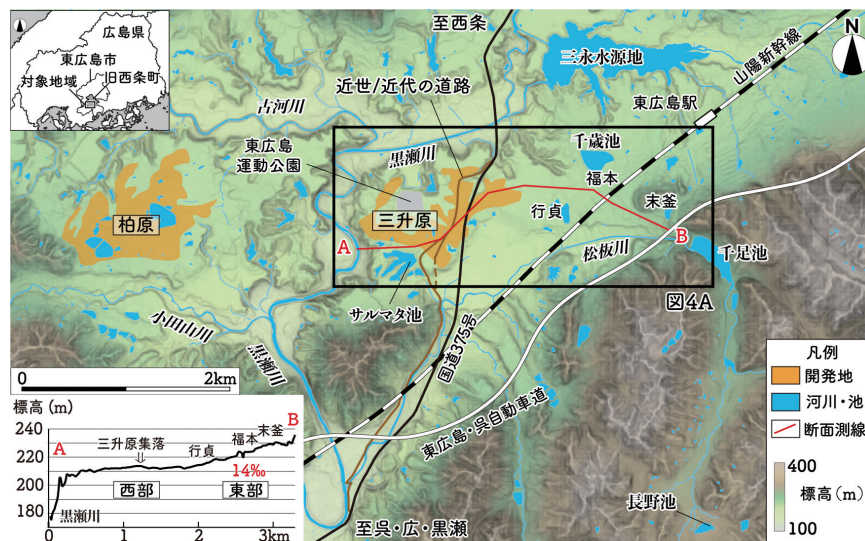 広島県
東広島市
対象地域
旧西条町
至西条
三永水源地
山陽新幹線
N
近世/近代の道路
古河川
東広島駅
東広島
運動公園
黒瀬川
千歳池
福本
末釜
柏原
三升原
行貞
A
B
松板川
千足池
サルマタ池
図4A
小田山川
黒瀬川
国道375号
0
2km
東広島・呉自動車道
凡例
開発地
河川・池
断面測線
400
標高(m)
100
標高(m)
240
230
220
210
200
190
180
A
B
三升原集落
⇩
行貞
福本
末釜
14‰
西部
東部
黒瀬川
0
1
2
3km
至呉・広・黒瀬
長野池